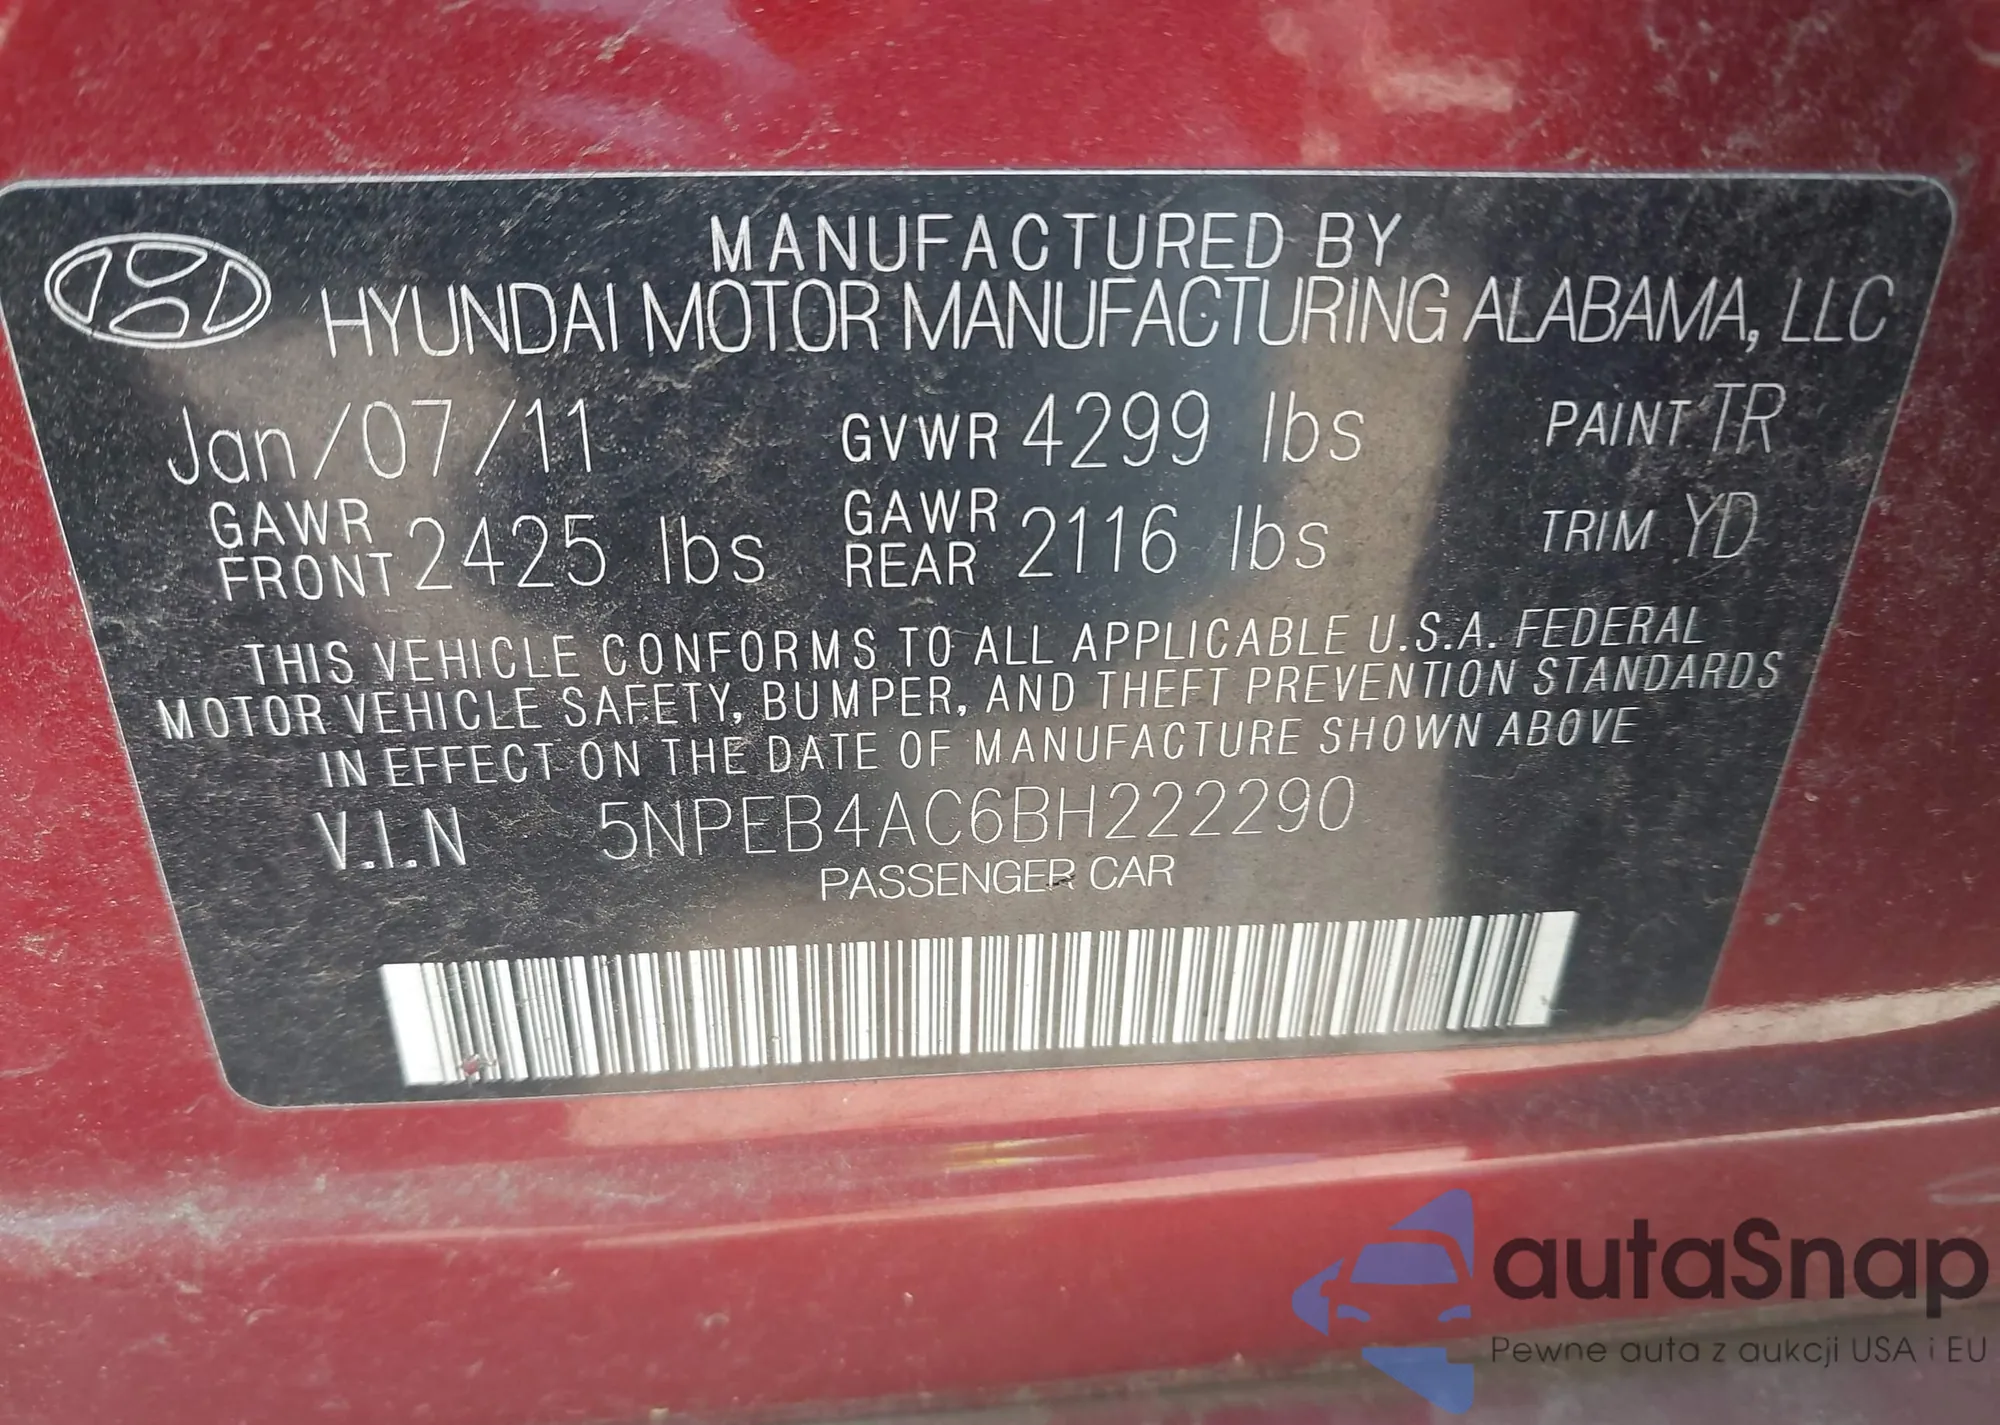 MANUFACTURED BY
HYUNDAI MOTOR MANUFACTURING ALABAMA, LLC
Jan/07/11 GVWR 4299 lbs PAINT TR
GAWR FRONT 2425 lbs GAWR REAR 2116 lbs TRIM YD
THIS VEHICLE CONFORMS TO ALL APPLICABLE U.S.A. FEDERAL
MOTOR VEHICLE SAFETY, BUMPER, AND THEFT PREVENTION STANDARDS
IN EFFECT ON THE DATE OF MANUFACTURE SHOWN ABOVE
V.I.N 5NPEB4AC6BH222290
PASSENGER CAR
autaSnap
Pewne auta z aukcji USA i EU